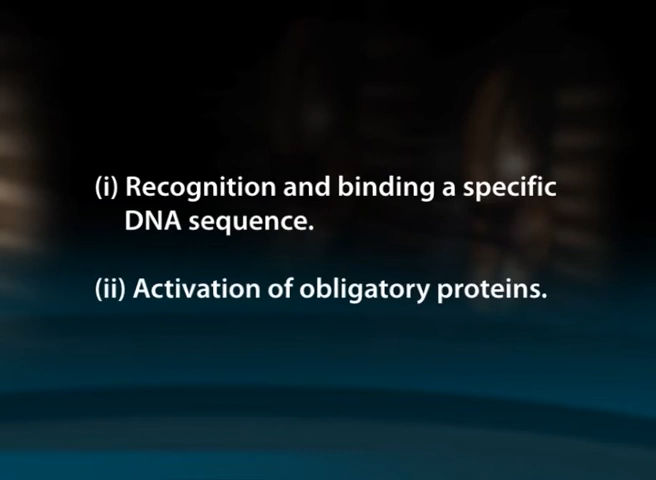 (i) Recognition and binding a specific
DNA sequence.
(ii) Activation of obligatory proteins.